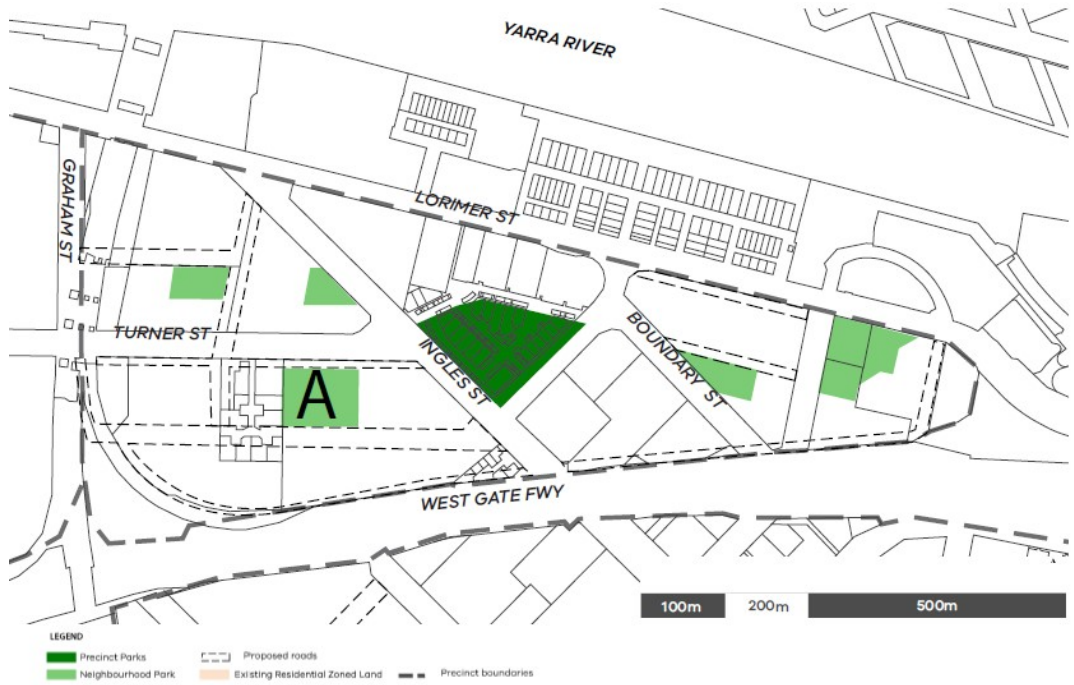 YARRA RIVER
GRAHAM ST
LORIMER ST
TURNER ST
INGLES ST
BOUNDARY ST
A
WEST GATE FWY
100m 200m 500m
LEGEND
Precinct Parks Proposed roads
Neighbourhood Park Existing Residential Zoned Land Precinct boundaries